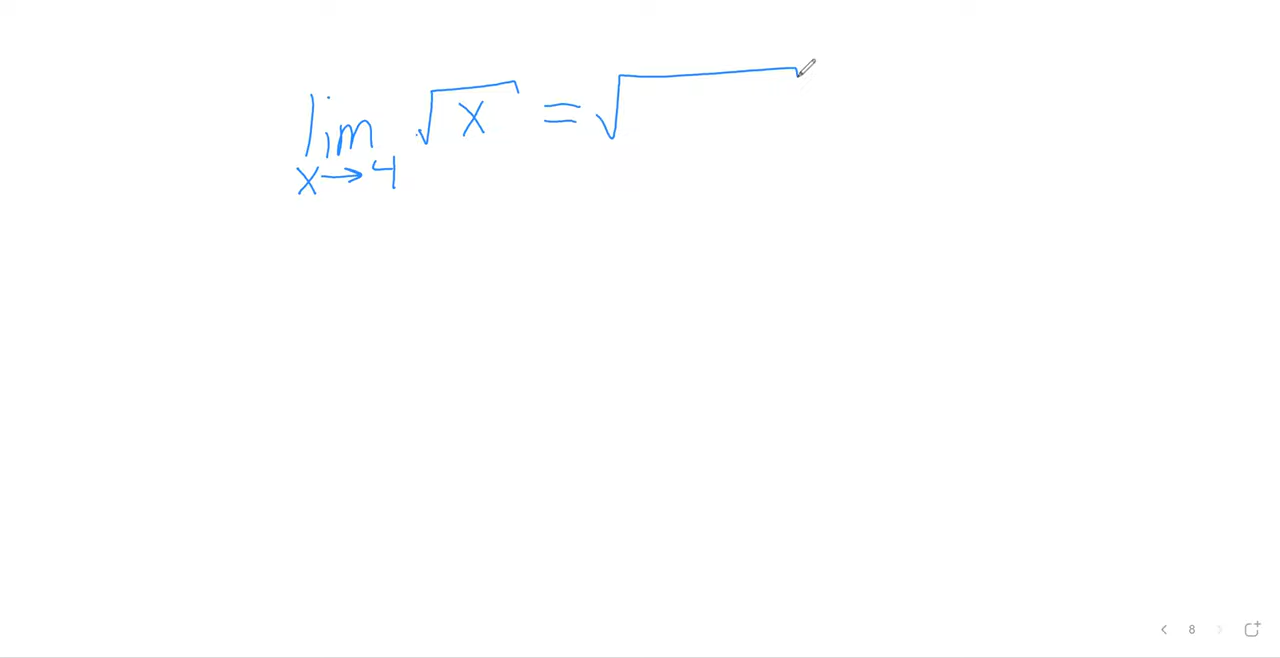 lim √x = √
x→4
8